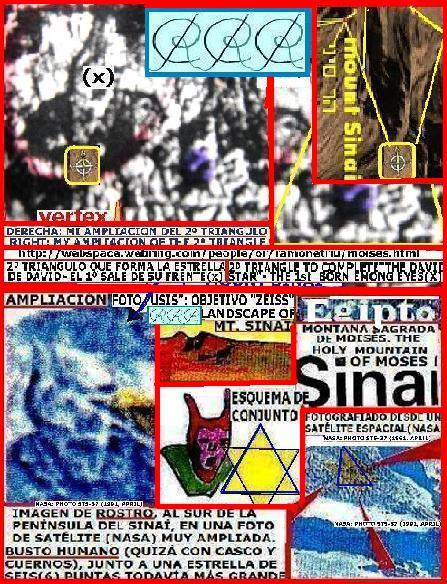 (x)
mount Sinai
vertex
DERECHA: MI AMPLIACION DEL 2º TRIANGULO
RIGHT: MY AMPLIATION OF THE 2º TRIANGLE
http://webspace.webring.com/people/or/ramonetriu/moises.html
2º TRIANGULO QUE FORMA LA ESTRELLA
DE DAVID-EL 1º SALE DE SU FRENTE(x)
2º TRIANGLE TO COMPLETE THE DAVID
STAR - THE 1st BORN EMONG EYES(X)
AMPLIACIÓN
FOTO "USIS": OBJETIVO "ZEISS"
LANDSCAPE OF
MT. SINAI
Egipto
MONTAÑA SAGRADA
DE MOISES. THE
HOLY MOUNTAIN
OF MOSES
Sinai
ESQUEMA DE
CONJUNTO
FOTOGRAFIADO DESDE UN
SATÉLITE ESPACIAL(NASA
NASA: PHOTO STS-37 (1991, APRIL)
NASA: PHOTO STS-37 (1991, APRIL)
NASA: PHOTO STS-37 (1991, APRIL)
IMAGEN DE ROSTRO, AL SUR DE LA
PENÍNSULA DEL SINAÍ, EN UNA FOTO
DE SATÉLITE (NASA) MUY AMPLIADA.
BUSTO HUMANO (QUIZÁ CON CASCO Y
CUERNOS), JUNTO A UNA ESTRELLA DE
SEIS(6) PUNTAS TODAVÍA MÁS GRANDE